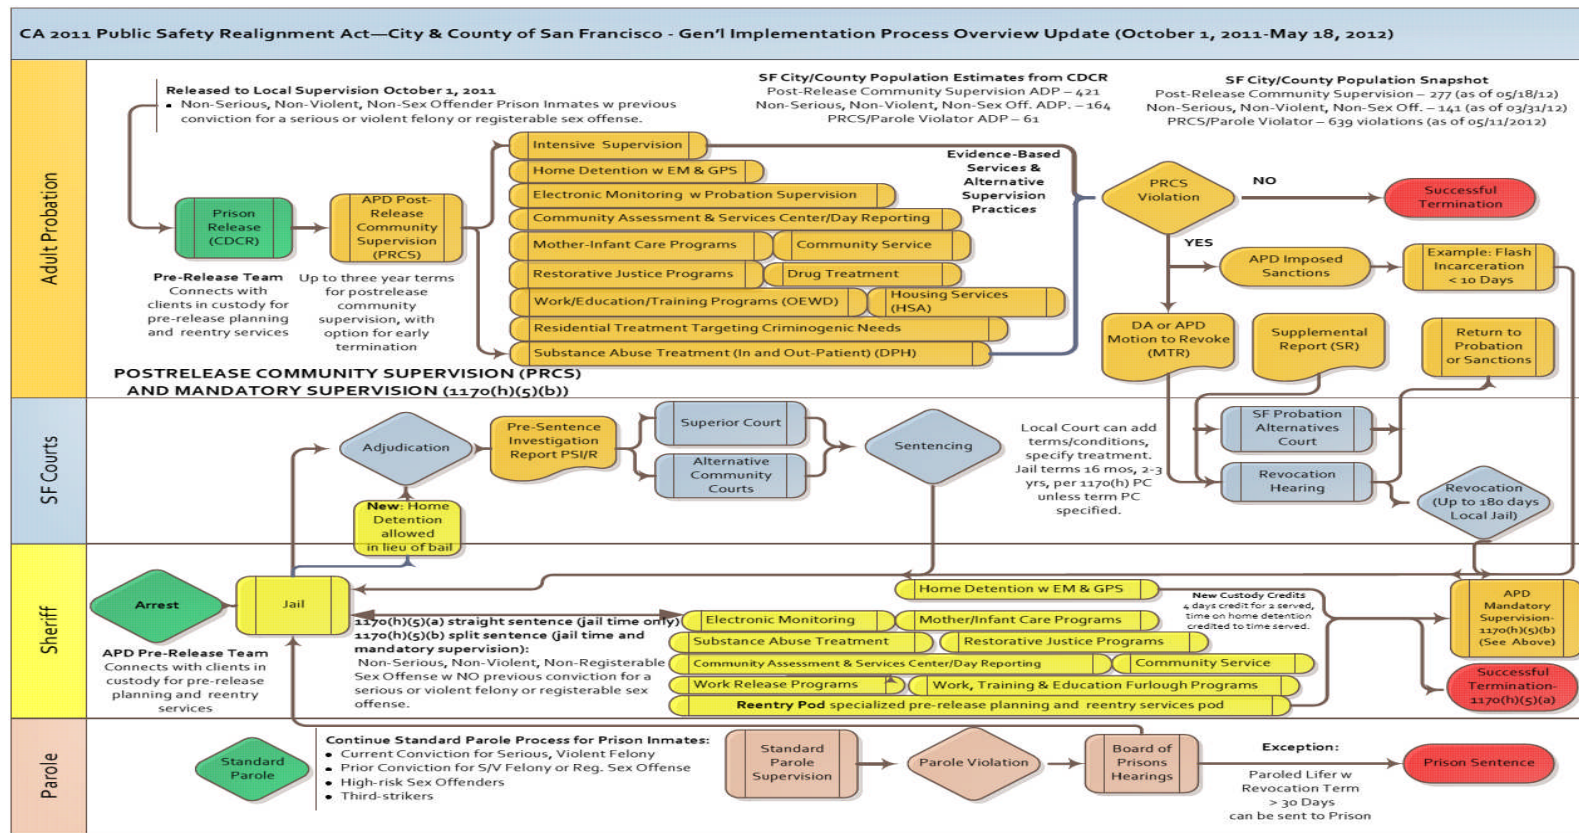 CA 2011 Public Safety Realignment Act—City & County of San Francisco - Gen'l Implementation Process Overview Update (October 1, 2011-May 18, 2012)
Adult Probation
Released to Local Supervision October 1, 2011
• Non-Serious, Non-Violent, Non-Sex Offender Prison Inmates w previous
conviction for a serious or violent felony or registerable sex offense.
SF City/County Population Estimates from CDCR
Post-Release Community Supervision ADP – 421
Non-Serious, Non-Violent, Non-Sex Off. ADP. – 164
PRCS/Parole Violator ADP – 61
SF City/County Population Snapshot
Post-Release Community Supervision – 277 (as of 05/18/12)
Non-Serious, Non-Violent, Non-Sex Off. – 141 (as of 03/31/12)
PRCS/Parole Violator – 639 violations (as of 05/11/2012)
Prison
Release
(CDCR)
Pre-Release Team
Connects with
clients in custody for
pre-release planning
and reentry services
APD Post-
Release
Community
Supervision
(PRCS)
Up to three year terms
for postrelease
community
supervision, with
option for early
termination
Intensive Supervision
Home Detention w EM & GPS
Electronic Monitoring w Probation Supervision
Community Assessment & Services Center/Day Reporting
Mother-Infant Care Programs
Community Service
Restorative Justice Programs
Drug Treatment
Work/Education/Training Programs (OEWD)
Housing Services
(HSA)
Residential Treatment Targeting Criminogenic Needs
Substance Abuse Treatment (In and Out-Patient) (DPH)
Evidence-Based
Services &
Alternative
Supervision
Practices
PRCS
Violation
NO
Successful
Termination
YES
APD Imposed
Sanctions
Example: Flash
Incarceration
< 10 Days
DA or APD
Motion to Revoke
(MTR)
Supplemental
Report (SR)
Return to
Probation
or Sanctions
POSTRELEASE COMMUNITY SUPERVISION (PRCS)
AND MANDATORY SUPERVISION (1170(h)(5)(b))
SF Courts
Adjudication
Pre-Sentence
Investigation
Report PSI/R
Superior Court
Alternative
Community
Courts
Sentencing
Local Court can add
terms/conditions,
specify treatment.
Jail terms 16 mos, 2-3
yrs, per 1170(h) PC
unless term PC
specified.
SF Probation
Alternatives
Court
Revocation
Hearing
Revocation
(Up to 180 days
Local Jail)
New: Home
Detention
allowed
in lieu of bail
Sheriff
Arrest
Jail
APD Pre-Release Team
Connects with clients in
custody for pre-release
planning and reentry
services
1170(h)(5)(a) straight sentence (jail time only)
1170(h)(5)(b) split sentence (jail time and
mandatory supervision):
Non-Serious, Non-Violent, Non-Registerable
Sex Offense w NO previous conviction for a
serious or violent felony or registerable sex
offense.
Home Detention w EM & GPS
Electronic Monitoring
Mother/Infant Care Programs
Substance Abuse Treatment
Restorative Justice Programs
Community Assessment & Services Center/Day Reporting
Community Service
Work Release Programs
Work, Training & Education Furlough Programs
Reentry Pod specialized pre-release planning and reentry services pod
New Custody Credits
4 days credit for 2 served,
time on home detention
credited to time served.
APD
Mandatory
Supervision-
1170(h)(5)(b)
(See Above)
Successful
Termination-
1170(h)(5)(a)
Parole
Standard
Parole
Continue Standard Parole Process for Prison Inmates:
• Current Conviction for Serious, Violent Felony
• Prior Conviction for S/V Felony or Reg. Sex Offense
• High-risk Sex Offenders
• Third-strikers
Standard
Parole
Supervision
Parole Violation
Board of
Prisons
Hearings
Exception:
Paroled Lifer w
Revocation Term
> 30 Days
can be sent to Prison
Prison Sentence